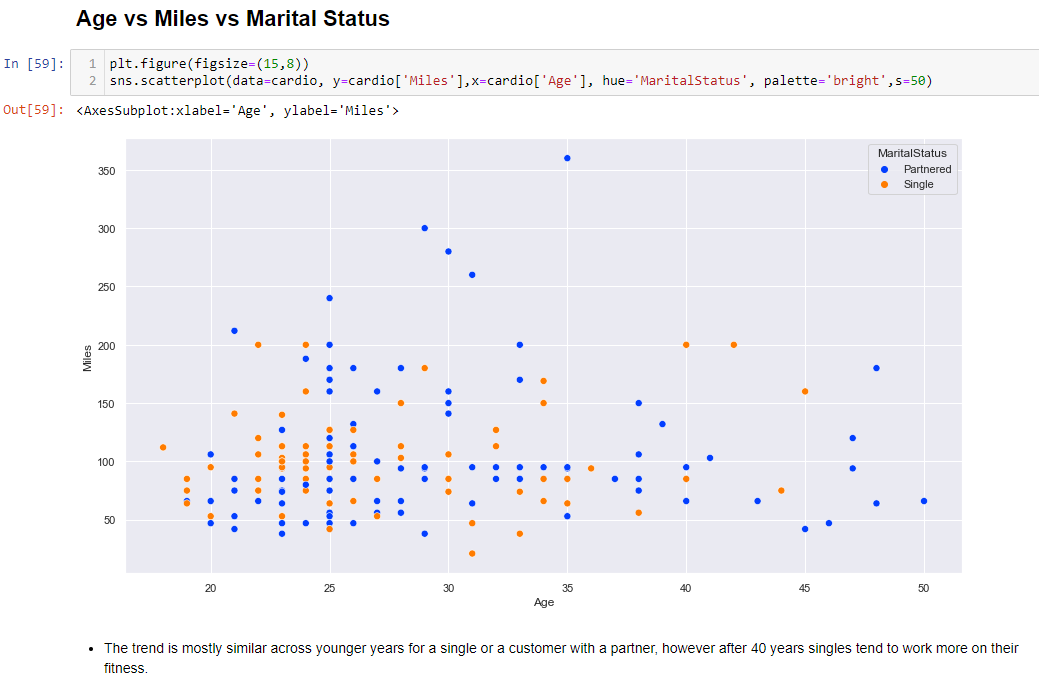 Age vs Miles vs Marital Status
In [59]:
1 plt.figure(figsize=(15,8))
2 sns.scatterplot(data=cardio, y=cardio['Miles'],x=cardio['Age'], hue='MaritalStatus', palette='bright',s=50)
Out[59]: <AxesSubplot:xlabel='Age', ylabel='Miles'>
MaritalStatus
Partnered
Single
350
300
250
200
150
100
50
Miles
20 25 30 35 40 45 50
Age
• The trend is mostly similar across younger years for a single or a customer with a partner, however after 40 years singles tend to work more on their
fitness.